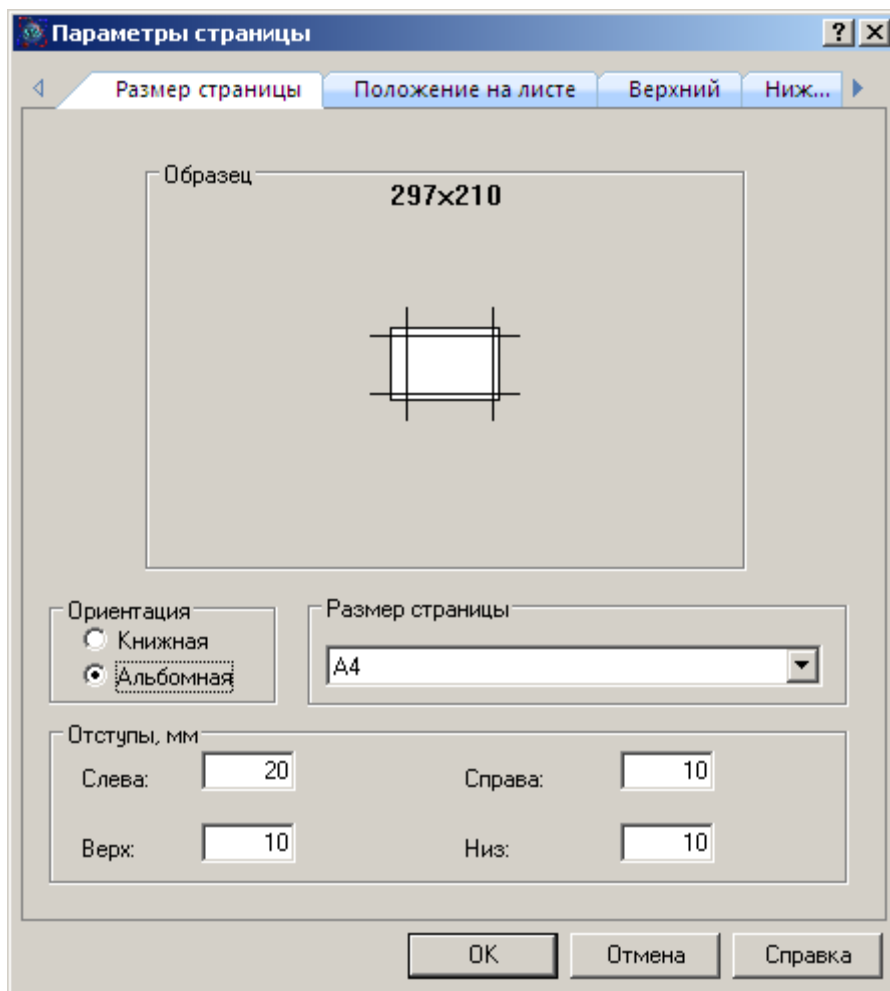 Параметры страницы
Размер страницы
Положение на листе
Верхний
Ниж...
Образец
297x210
Ориентация
Книжная
Альбомная
Размер страницы
A4
Отступы, мм
Слева: 20 Справа: 10
Верх: 10 Низ: 10
OK Отмена Справка